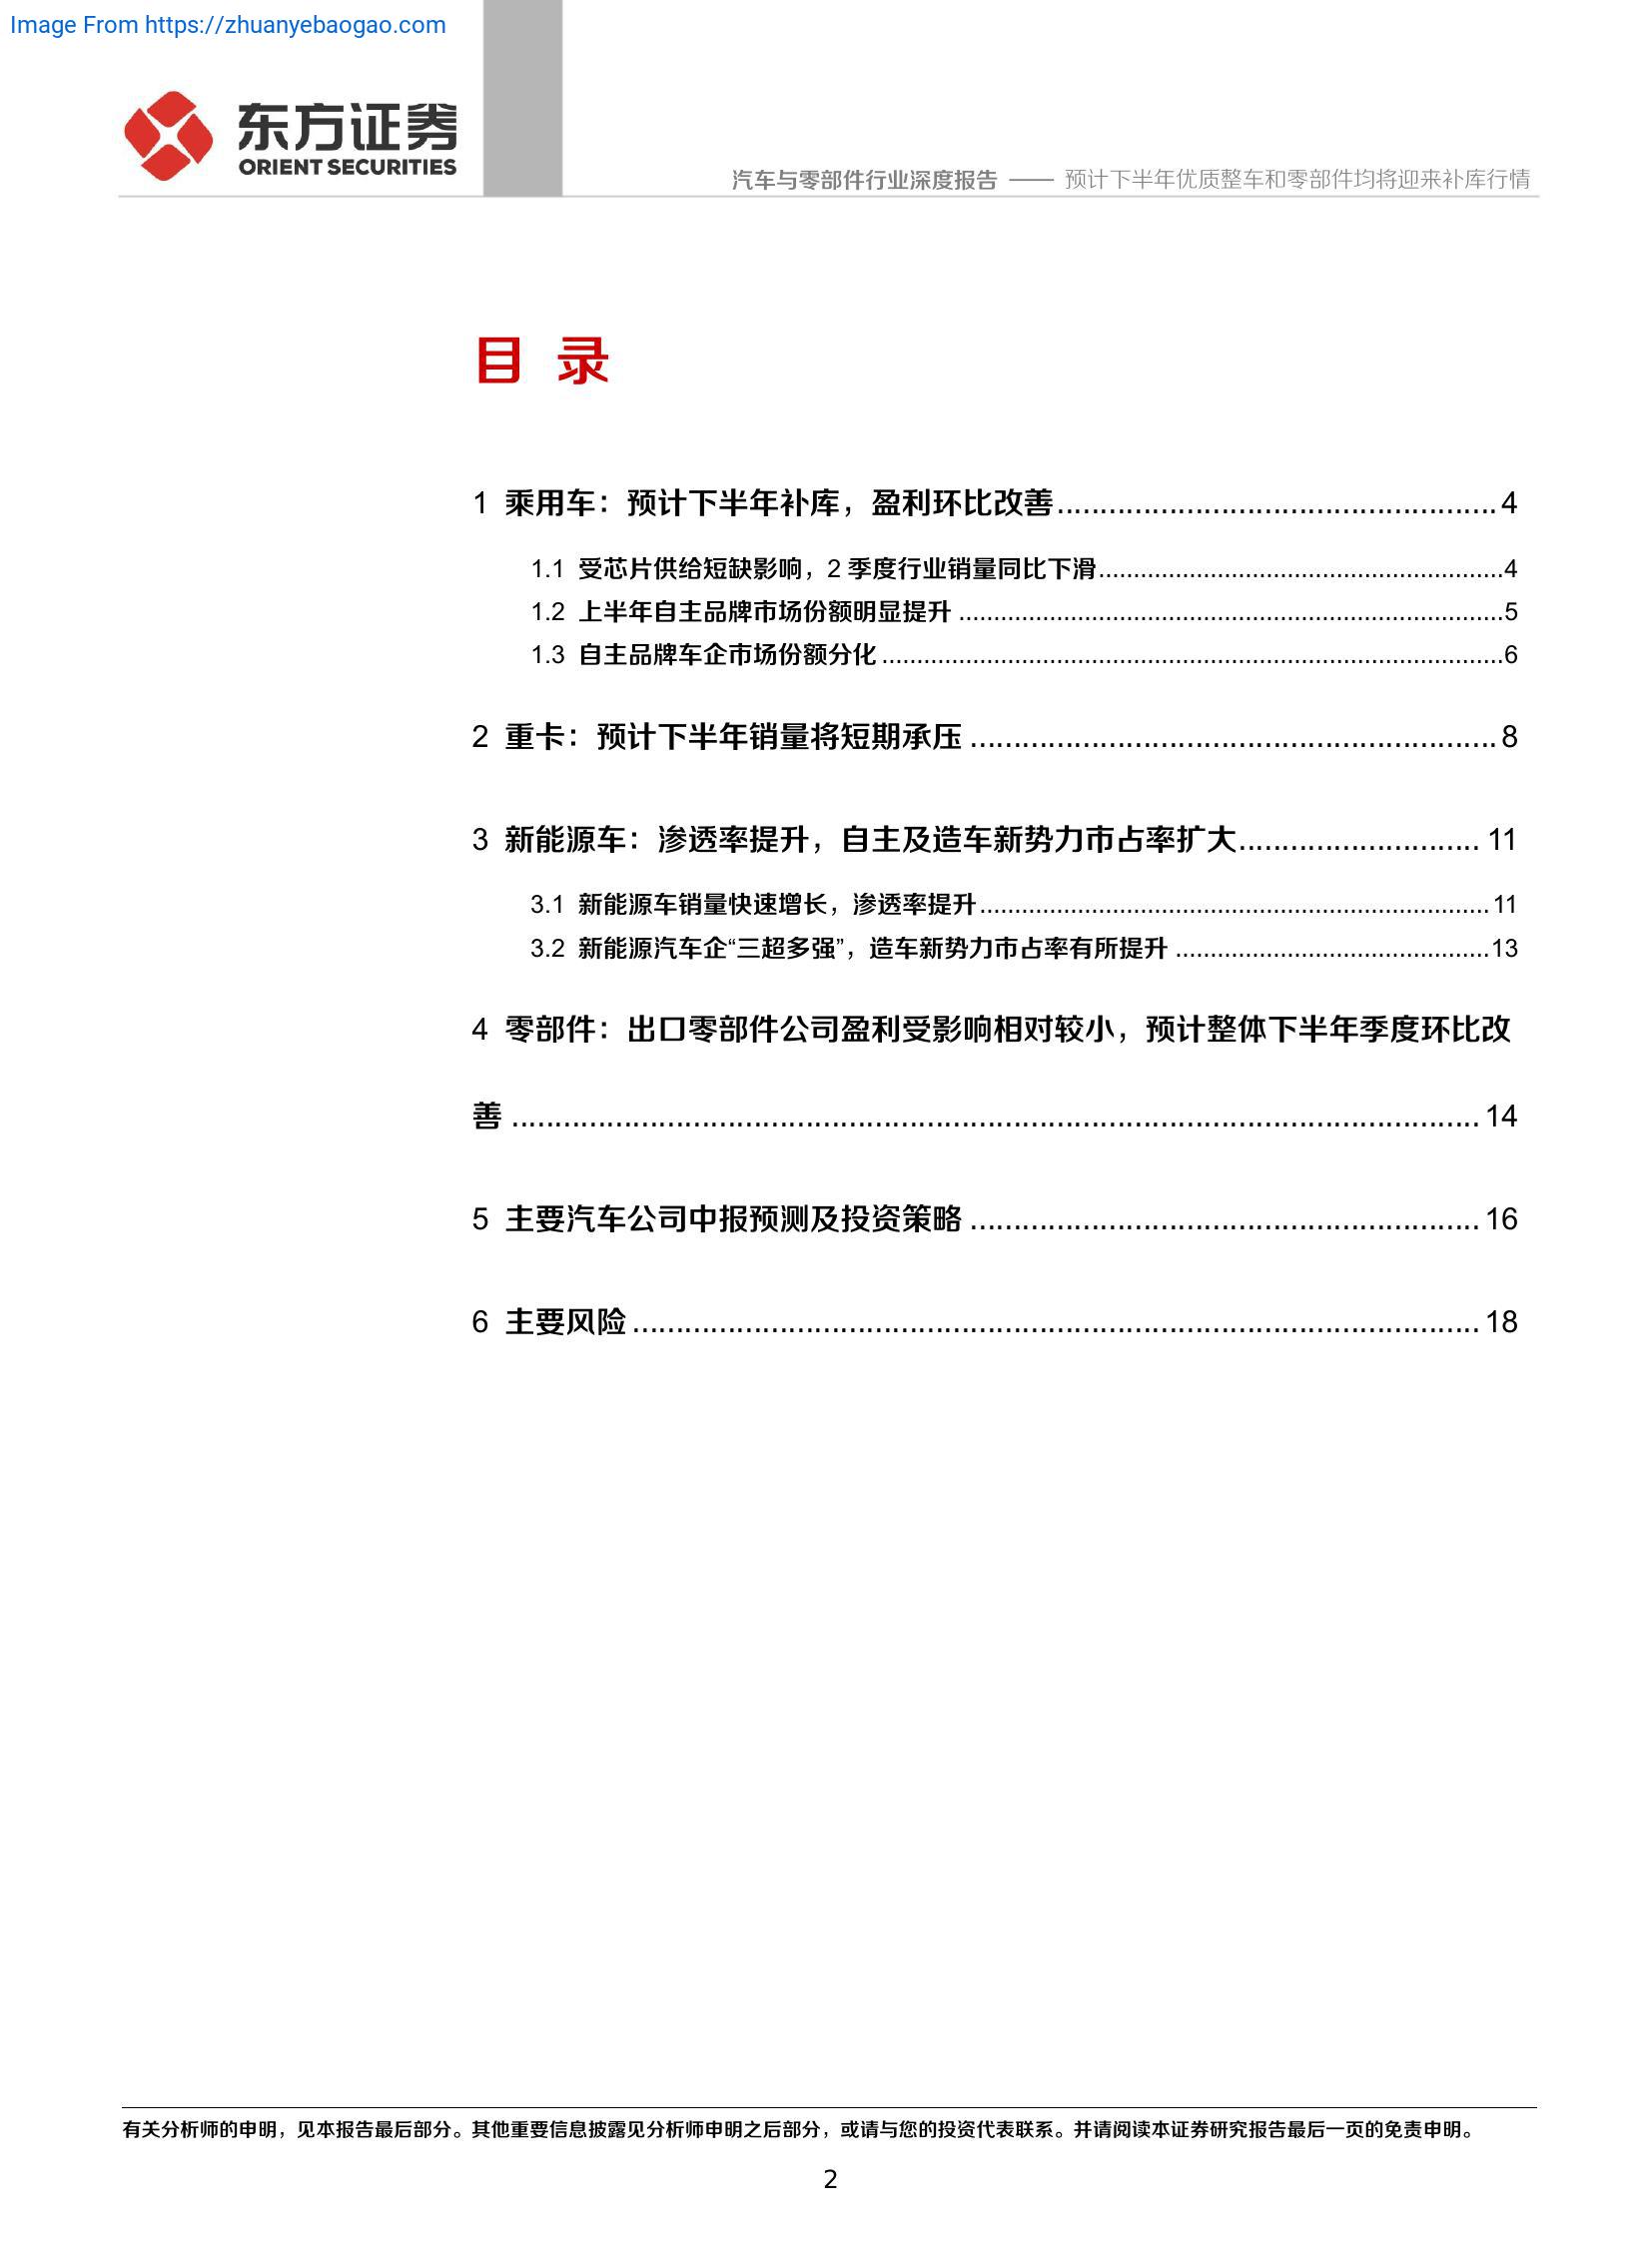 Image From https://zhuanyebaogao.com
东方证券
ORIENT SECURITIES
汽车与零部件行业深度报告 —— 预计下半年优质整车和零部件均将迎来补库行情
目 录
1 乘用车：预计下半年补库，盈利环比改善................................................... 4
1.1 受芯片供给短缺影响，2 季度行业销量同比下滑..........................................................4
1.2 上半年自主品牌市场份额明显提升 ..............................................................................5
1.3 自主品牌车企市场份额分化 .........................................................................................6
2 重卡：预计下半年销量将短期承压 ............................................................. 8
3 新能源车：渗透率提升，自主及造车新势力市占率扩大............................ 11
3.1 新能源车销量快速增长，渗透率提升.........................................................................11
3.2 新能源汽车企“三超多强”，造车新势力市占率有所提升 .............................................13
4 零部件：出口零部件公司盈利受影响相对较小，预计整体下半年季度环比改
善 ................................................................................................................ 14
5 主要汽车公司中报预测及投资策略 ........................................................... 16
6 主要风险 .................................................................................................. 18
有关分析师的申明，见本报告最后部分。其他重要信息披露见分析师申明之后部分，或请与您的投资代表联系。并请阅读本证券研究报告最后一页的免责申明。
2